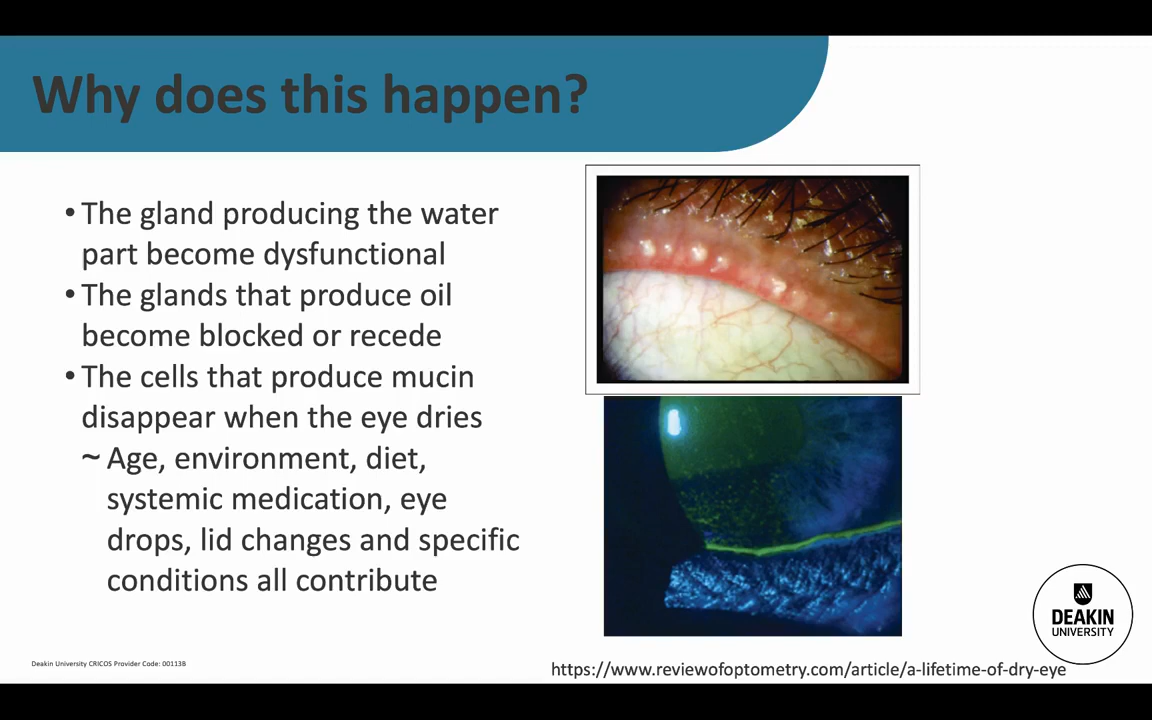 Why does this happen?
• The gland producing the water
part become dysfunctional
• The glands that produce oil
become blocked or recede
• The cells that produce mucin
disappear when the eye dries
~ Age, environment, diet,
systemic medication, eye
drops, lid changes and specific
conditions all contribute
DEAKIN
UNIVERSITY
Deakin University CRICOS Provider Code: 00113B
https://www.reviewofoptometry.com/article/a-lifetime-of-dry-eye